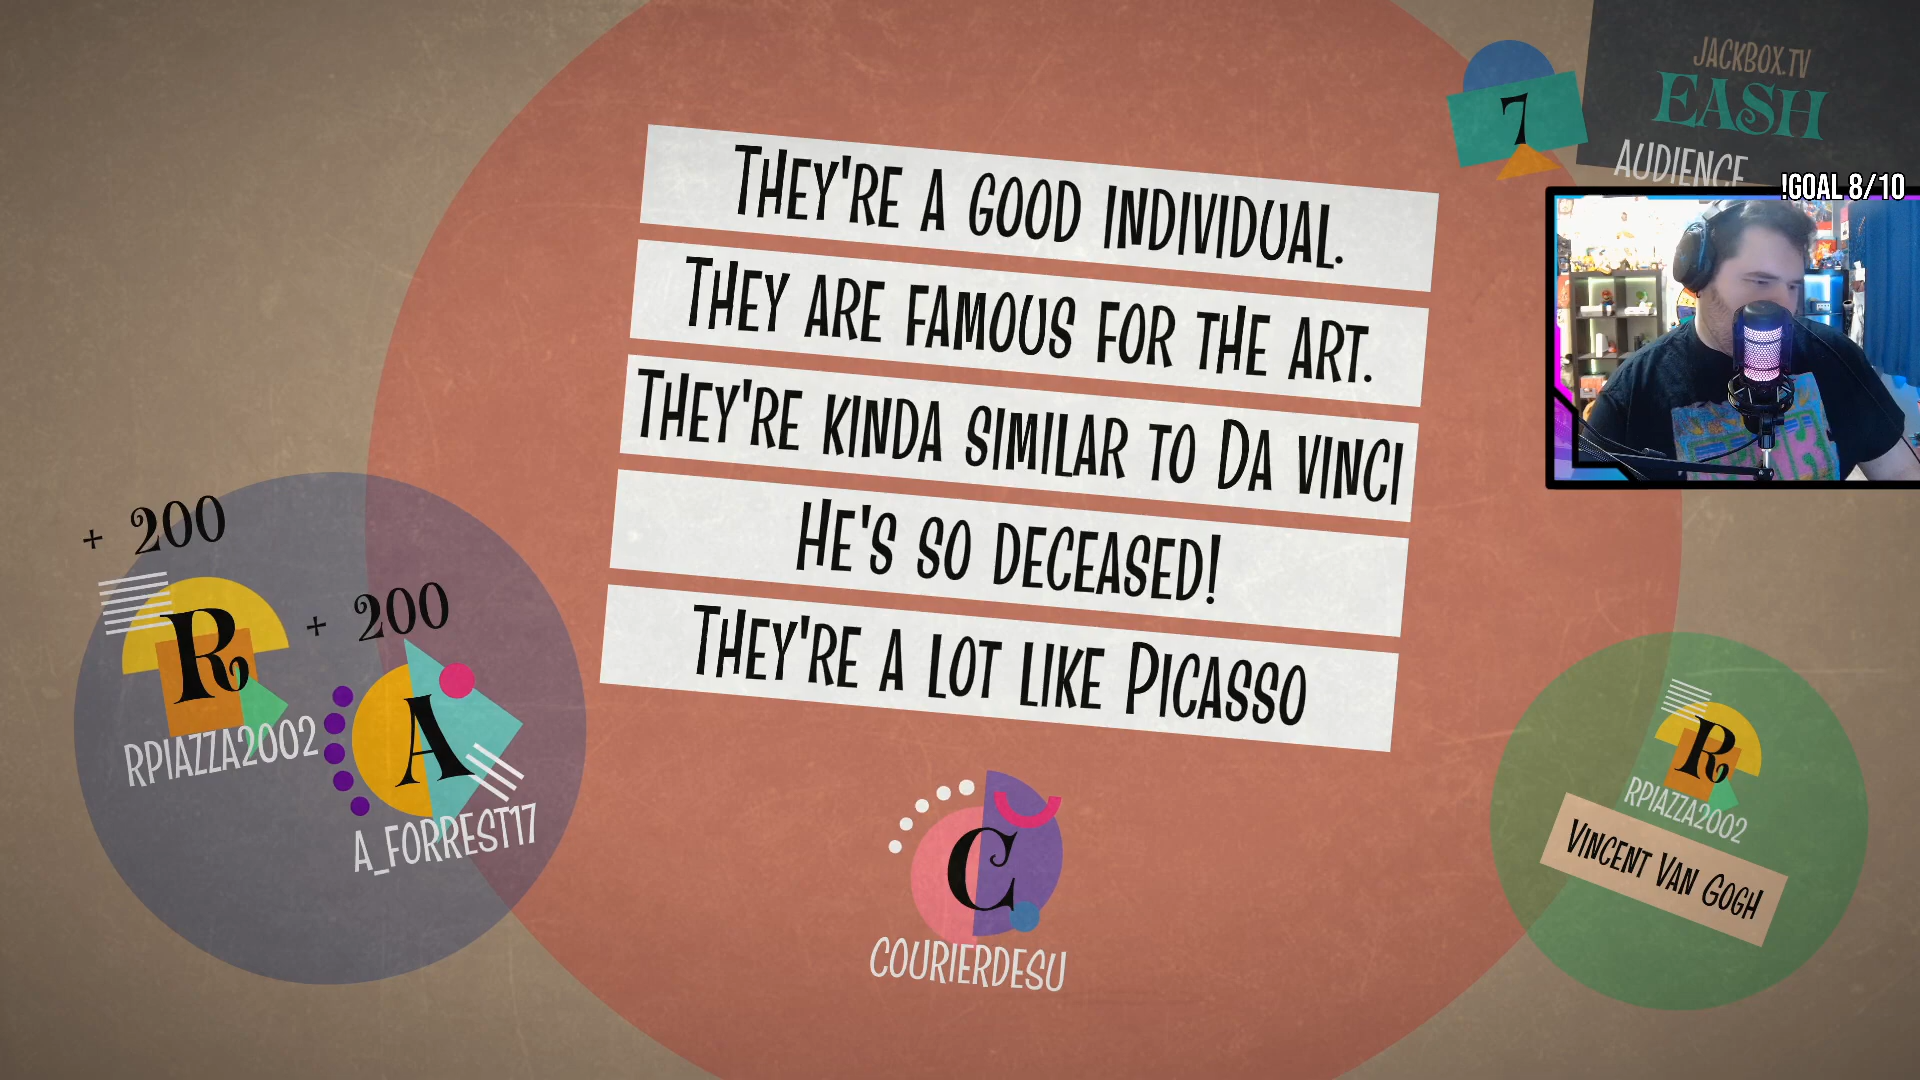 JACKBOX.TV
EASH
AUDIENCE
7
!GOAL 8/10
THEY'RE A GOOD INDIVIDUAL.
THEY ARE FAMOUS FOR THE ART.
THEY'RE KINDA SIMILAR TO DA VINCI
HE'S SO DECEASED!
THEY'RE A LOT LIKE PICASSO
+ 200
R
RPIAZZA2002
+ 200
A
A_FORREST17
C
COURIERDESU
R
RPIAZZA2002
VINCENT VAN GOGH